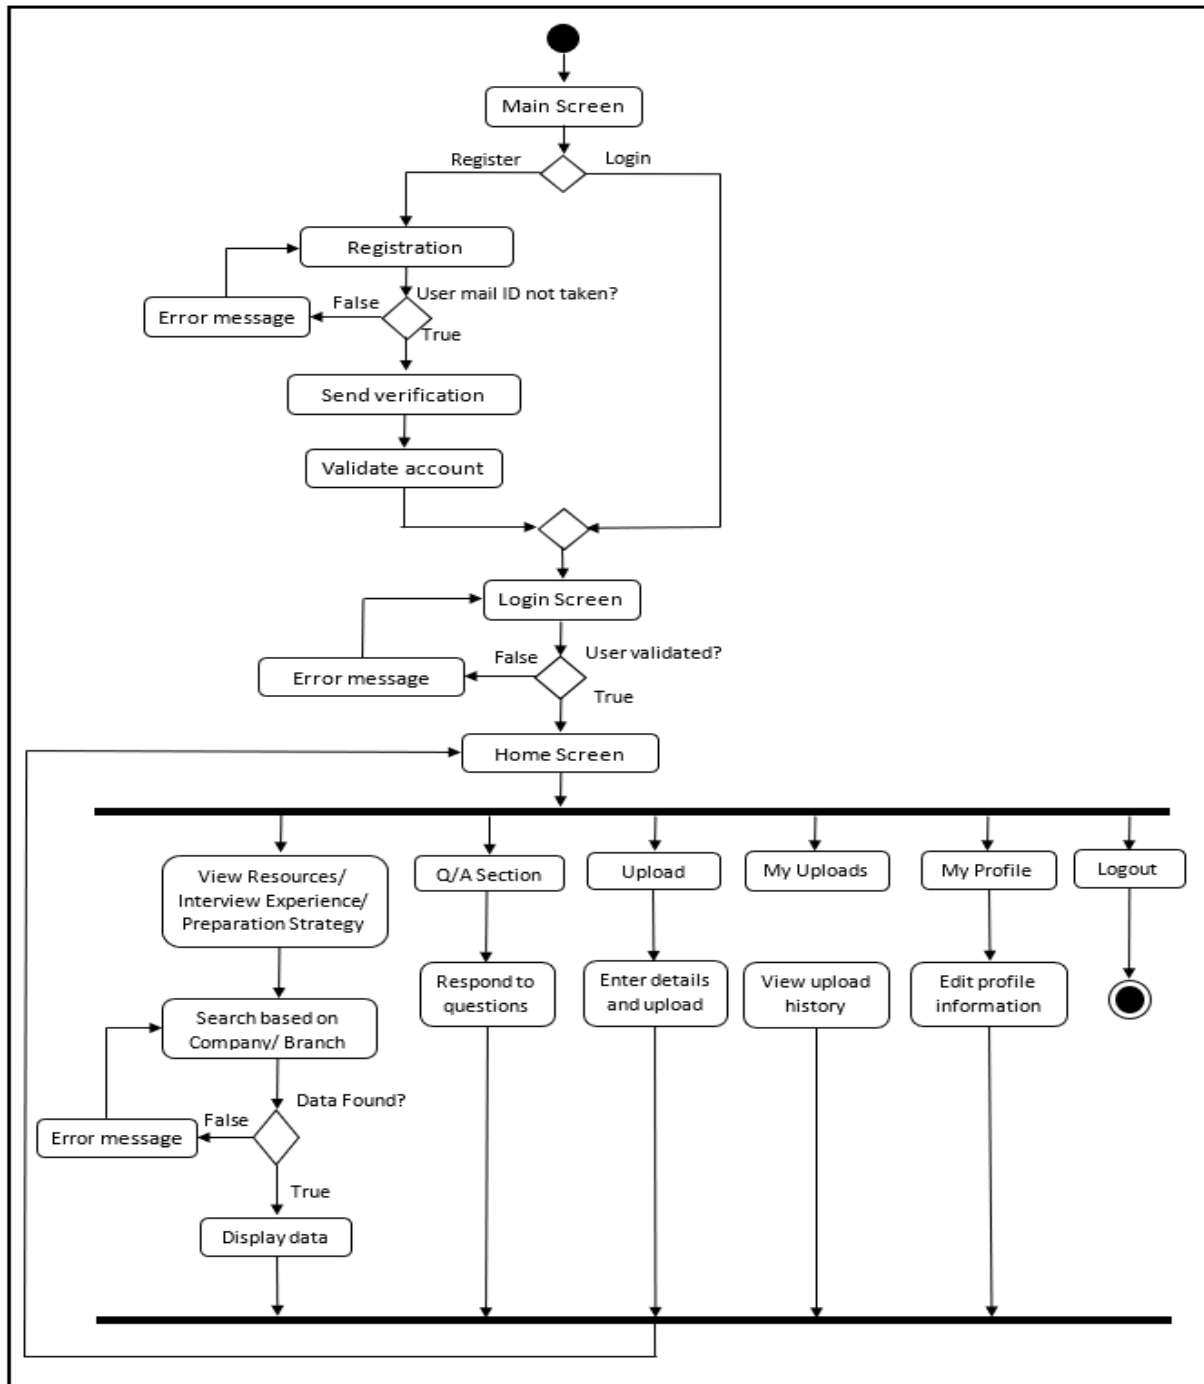 Main Screen
Register
Login
Registration
User mail ID not taken?
False
Error message
True
Send verification
Validate account
Login Screen
User validated?
False
Error message
True
Home Screen
View Resources/
Interview Experience/
Preparation Strategy
Q/A Section
Upload
My Uploads
My Profile
Logout
Respond to
questions
Enter details
and upload
View upload
history
Edit profile
information
Search based on
Company/ Branch
Data Found?
False
Error message
True
Display data